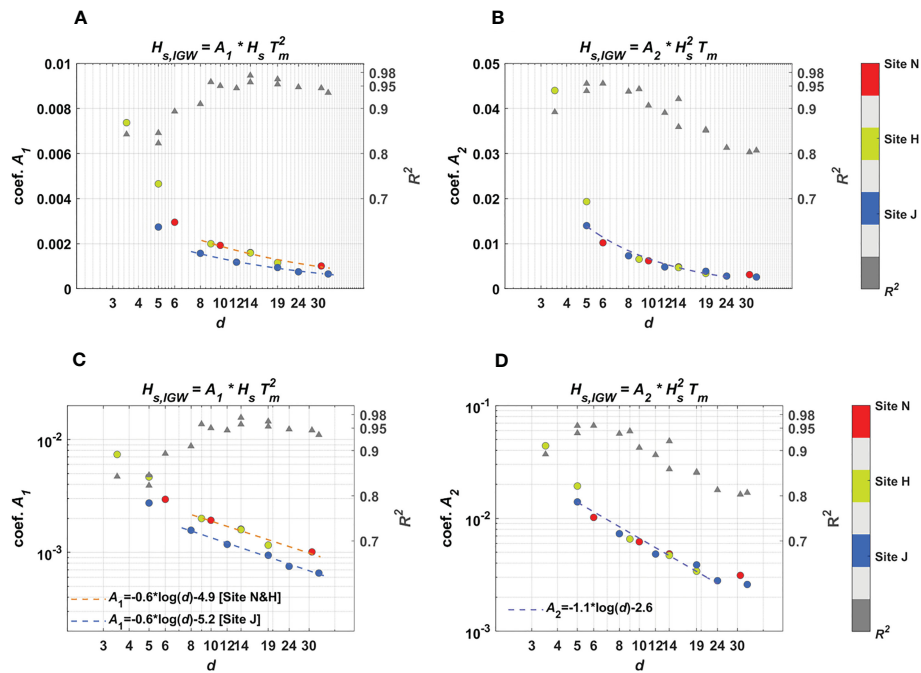 A
H_s,IGW = A_1 * H_s T_m^2
0.01
0.008
0.006
0.004
0.002
0
coef. A_1
0.98
0.95
0.9
0.8
0.7
R^2
3 4 5 6 8 10 12 14 19 24 30
d
B
H_s,IGW = A_2 * H_s^2 T_m
0.05
0.04
0.03
0.02
0.01
0
coef. A_2
0.98
0.95
0.9
0.8
0.7
R^2
3 4 5 6 8 10 12 14 19 24 30
d
Site N
Site H
Site J
R^2
C
H_s,IGW = A_1 * H_s T_m^2
10^-2
10^-3
coef. A_1
0.98
0.95
0.9
0.8
0.7
R^2
A_1=-0.6*log(d)-4.9 [Site N&H]
A_1=-0.6*log(d)-5.2 [Site J]
3 4 5 6 8 10 12 14 19 24 30
d
D
H_s,IGW = A_2 * H_s^2 T_m
10^-1
10^-2
10^-3
coef. A_2
0.98
0.95
0.9
0.8
0.7
R^2
A_2=-1.1*log(d)-2.6
3 4 5 6 8 10 12 14 19 24 30
d
Site N
Site H
Site J
R^2